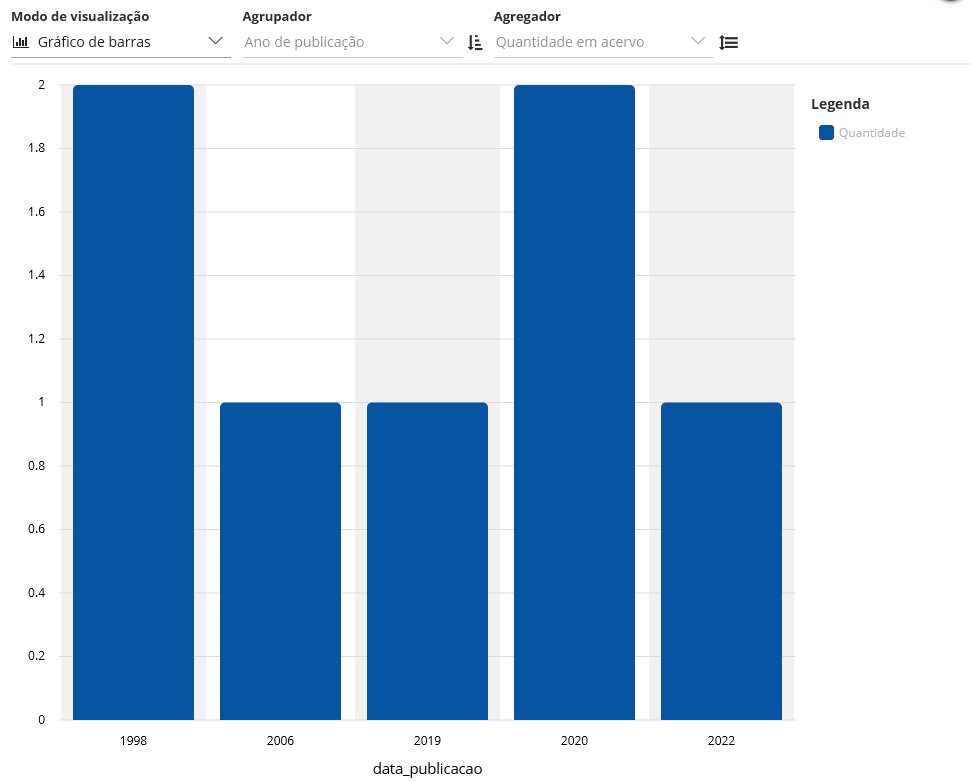 Modo de visualização Agrupador Agregador
Gráfico de barras Ano de publicação Quantidade em acervo
2
1.8
1.6
1.4
1.2
1
0.8
0.6
0.4
0.2
0
Legenda
Quantidade
1998 2006 2019 2020 2022
data_publicacao